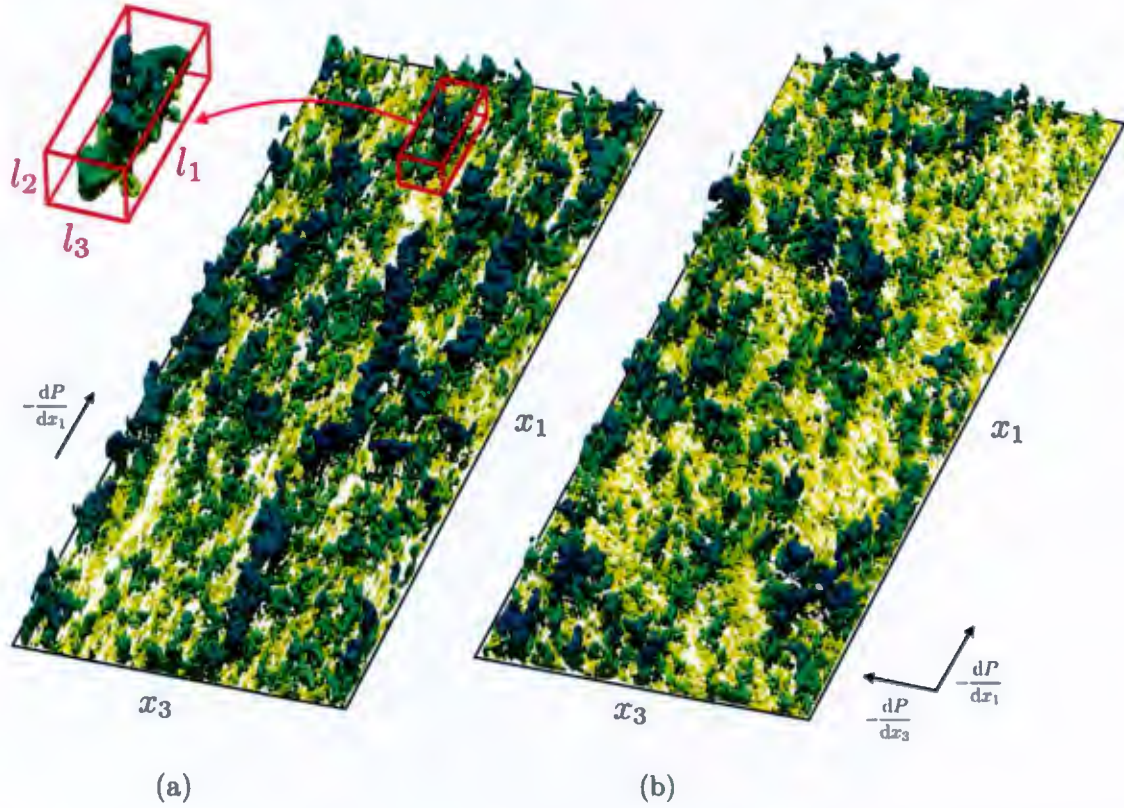 l₂
l₁
l₃
-dP/dx₁
x₁
x₁
x₃
x₃
-dP/dx₃
-dP/dx₁
(a)
(b)